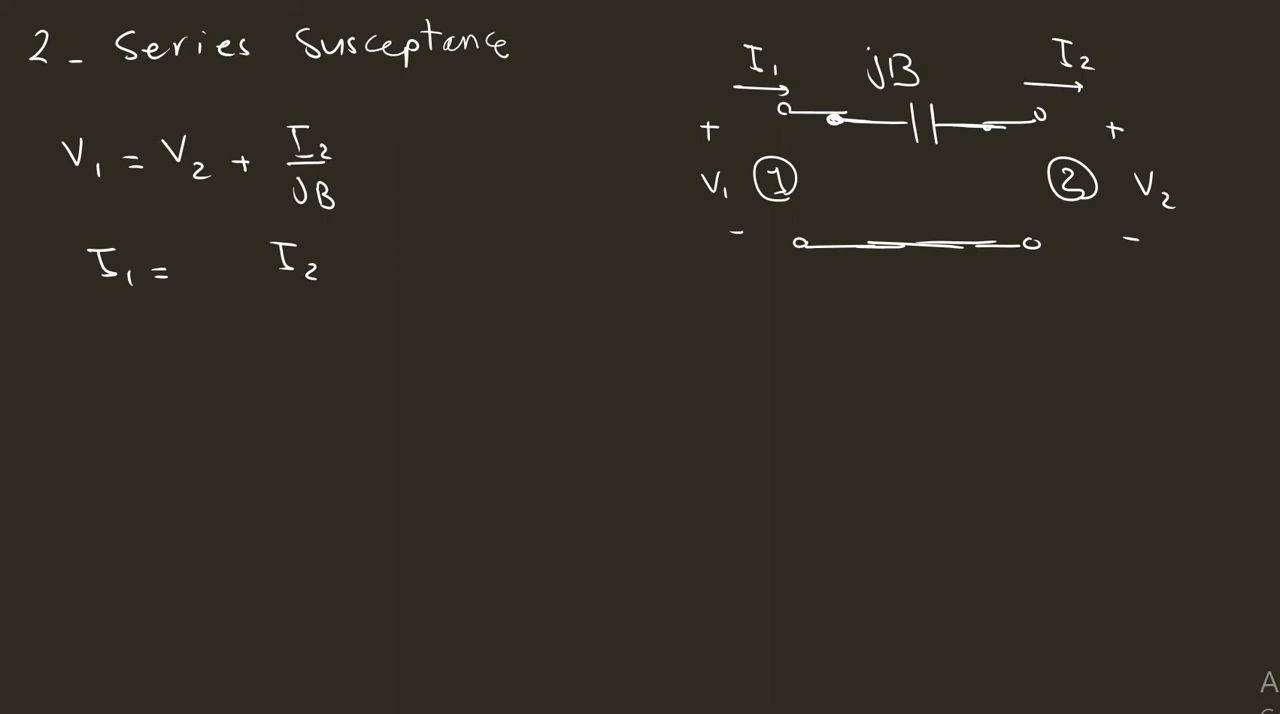 2 - Series Susceptance
I₁ jB I₂
V₁ = V₂ + I₂/jB
+ +
V₁ ① ② V₂
- -
I₁ = I₂
A